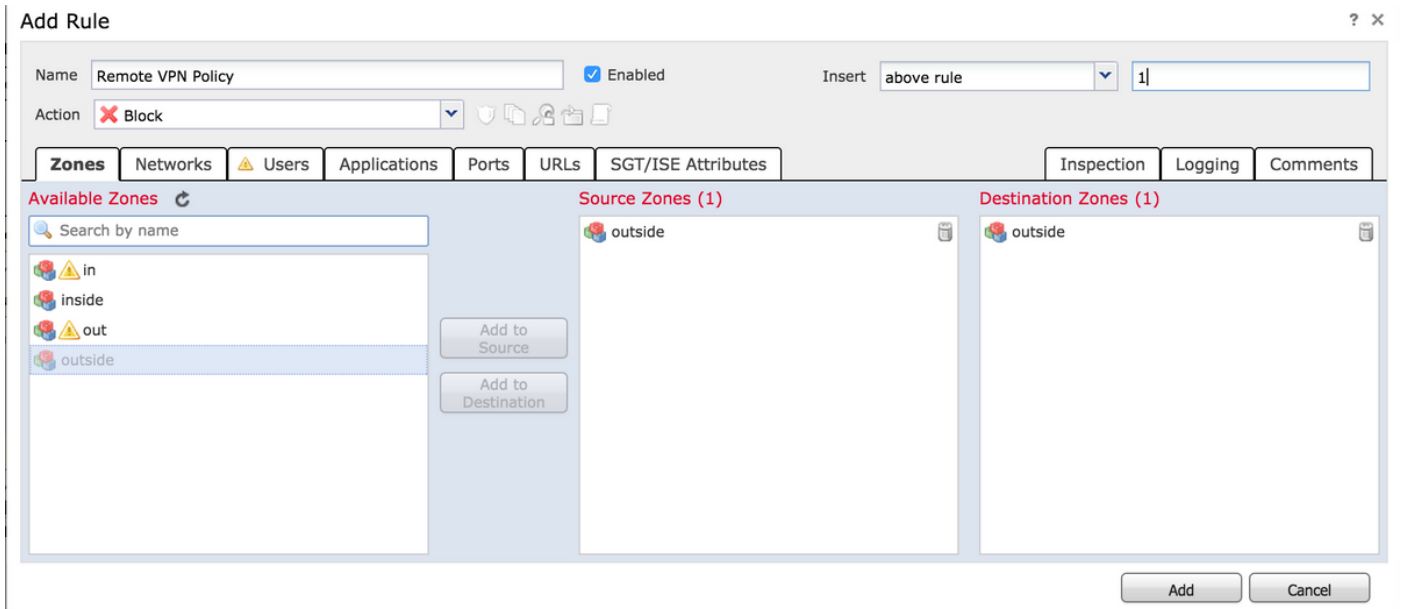 Add Rule
? ×
Name Remote VPN Policy Enabled Insert above rule 1
Action Block
Zones Networks Users Applications Ports URLs SGT/ISE Attributes Inspection Logging Comments
Available Zones Source Zones (1) Destination Zones (1)
Search by name outside outside
in
inside
out
outside
Add to
Source
Add to
Destination
Add Cancel